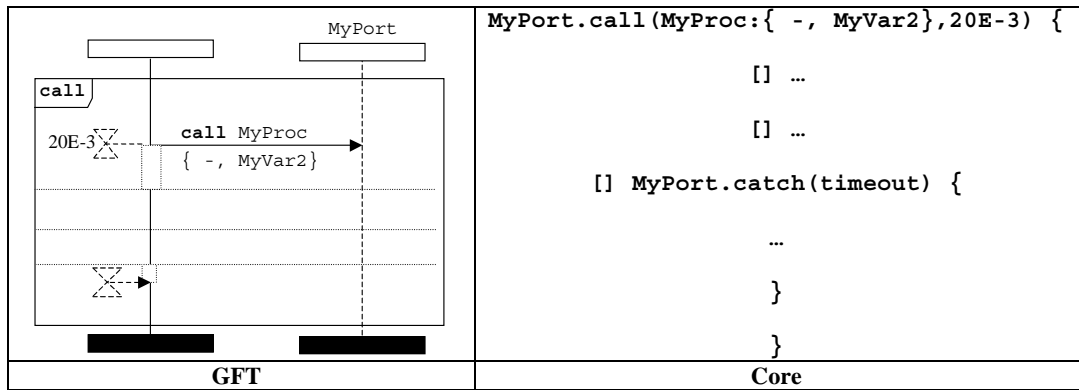 MyPort
call
20E-3
call MyProc
{ -, MyVar2}
GFT
MyPort.call(MyProc:{ -, MyVar2},20E-3) {
[] …
[] …
[] MyPort.catch(timeout) {
…
}
}
Core